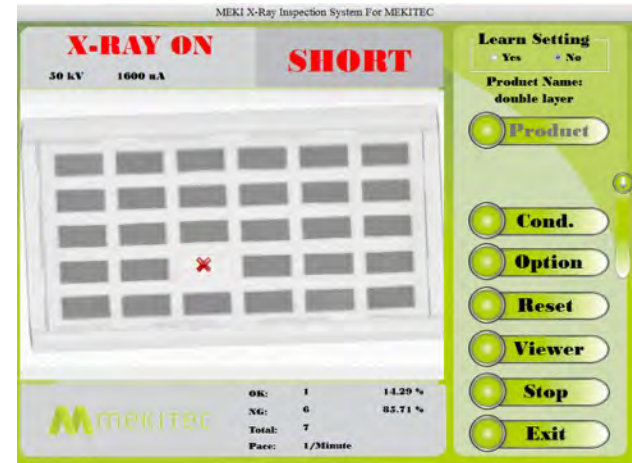 MEKI X-Ray Inspection System For MEKITEC
X-RAY ON
50 kV 1600 uA
SHORT
Learn Setting
Yes No
Product Name:
double layer
Product
Cond.
Option
Reset
Viewer
Stop
Exit
mekitec
OK: 1 14.29 %
NG: 6 85.71 %
Total: 7
Pace: 1/Minute